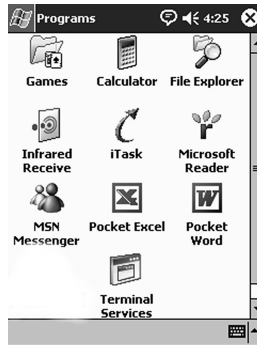 Programs 4:25
Games Calculator File Explorer
Infrared Receive iTask Microsoft Reader
MSN Messenger Pocket Excel Pocket Word
Terminal Services